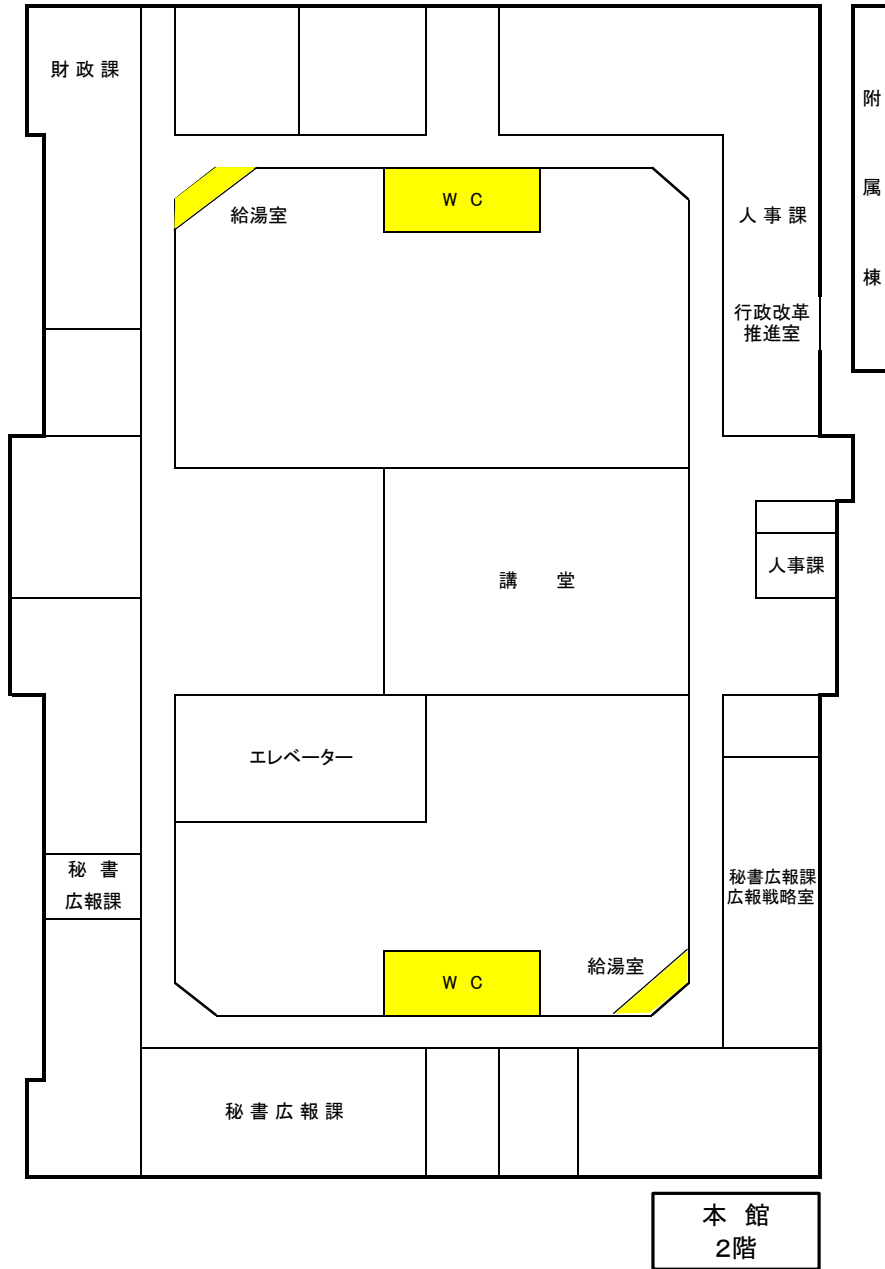 財政課
附属棟
給湯室
W C
人事課
行政改革
推進室
講 堂
人事課
エレベーター
秘 書
広報課
秘書広報課
広報戦略室
給湯室
W C
秘書広報課
本 館
2階